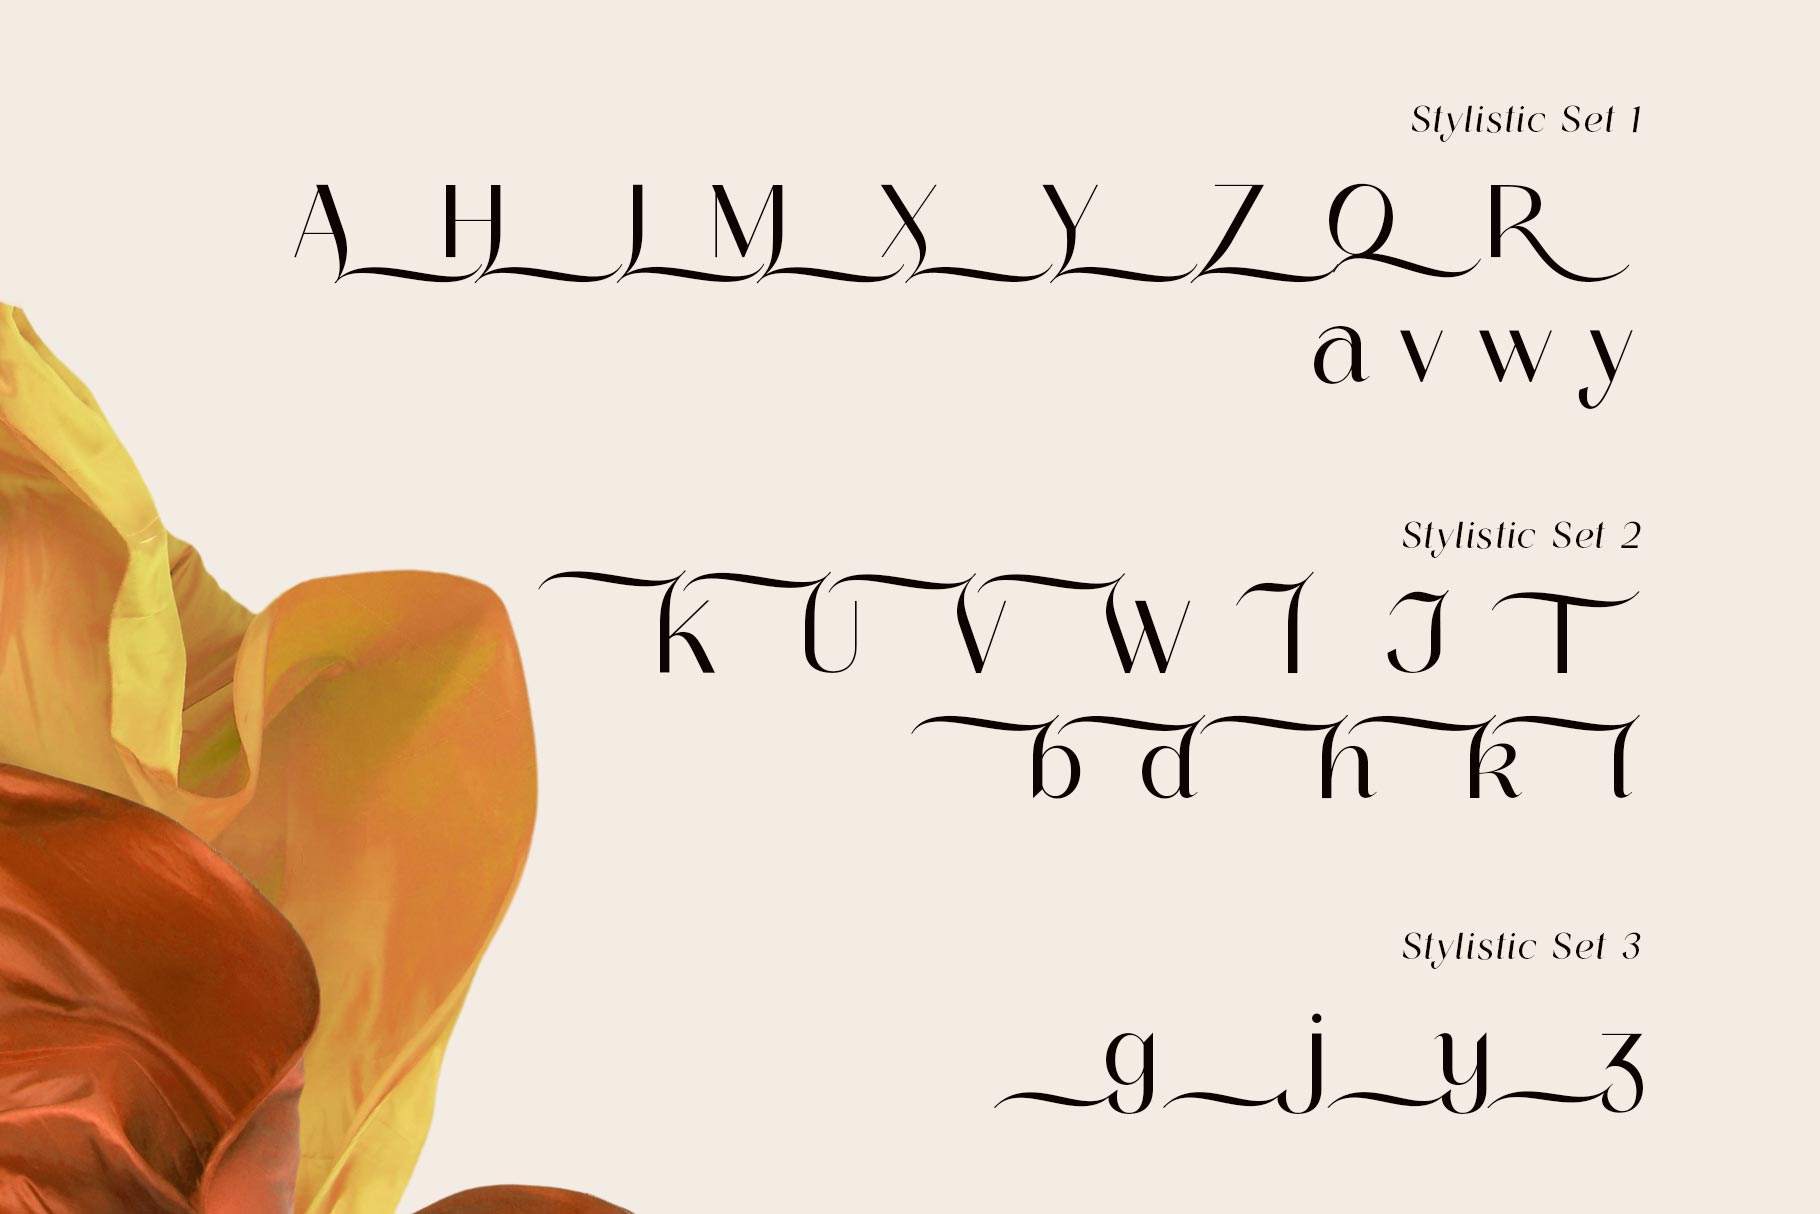 Stylistic Set 1
A H J M X Y Z Q R
a v w y
Stylistic Set 2
K U V W I J T
b d h k l
Stylistic Set 3
g j y z